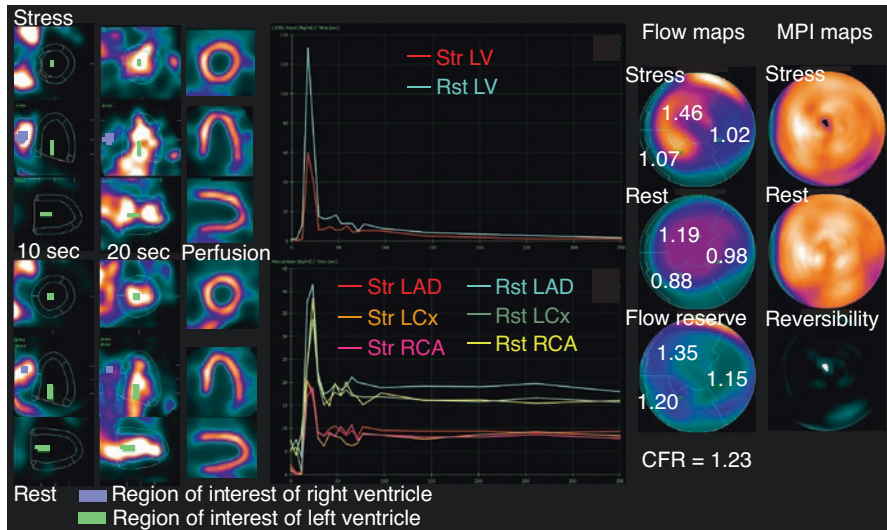 Stress
10 sec
20 sec
Perfusion
Rest
Region of interest of right ventricle
Region of interest of left ventricle
Str LV
Rst LV
140
Str LAD
Rst LAD
Str LCx
Rst LCx
Str RCA
Rst RCA
Flow maps
MPI maps
Stress
Stress
1.46
1.02
1.07
Rest
Rest
1.19
0.98
0.88
Flow reserve
Reversibility
1.35
1.15
1.20
CFR = 1.23